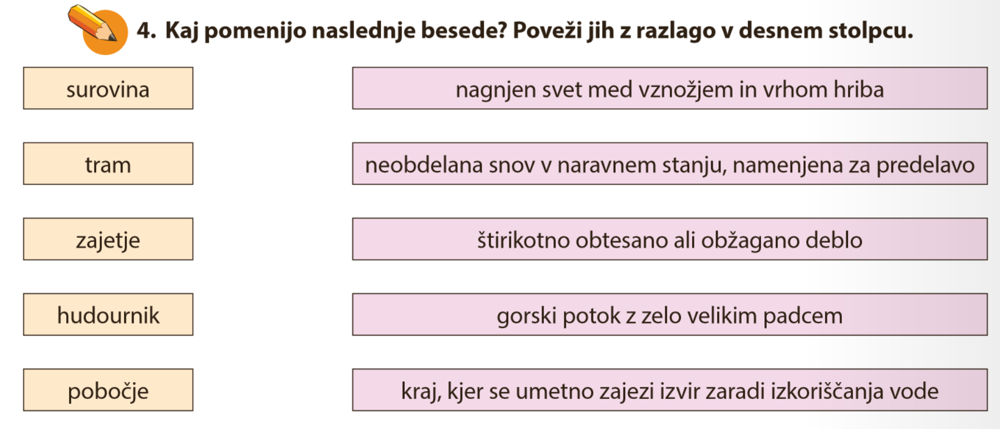 4. Kaj pomenijo naslednje besede? Poveži jih z razlago v desnem stolpcu.
surovina
nagnjen svet med vznožjem in vrhom hriba
tram
neobdelana snov v naravnem stanju, namenjena za predelavo
zajetje
štirikotno obtesano ali obžagano deblo
hudournik
gorski potok z zelo velikim padcem
pobočje
kraj, kjer se umetno zajezi izvir zaradi izkoriščanja vode